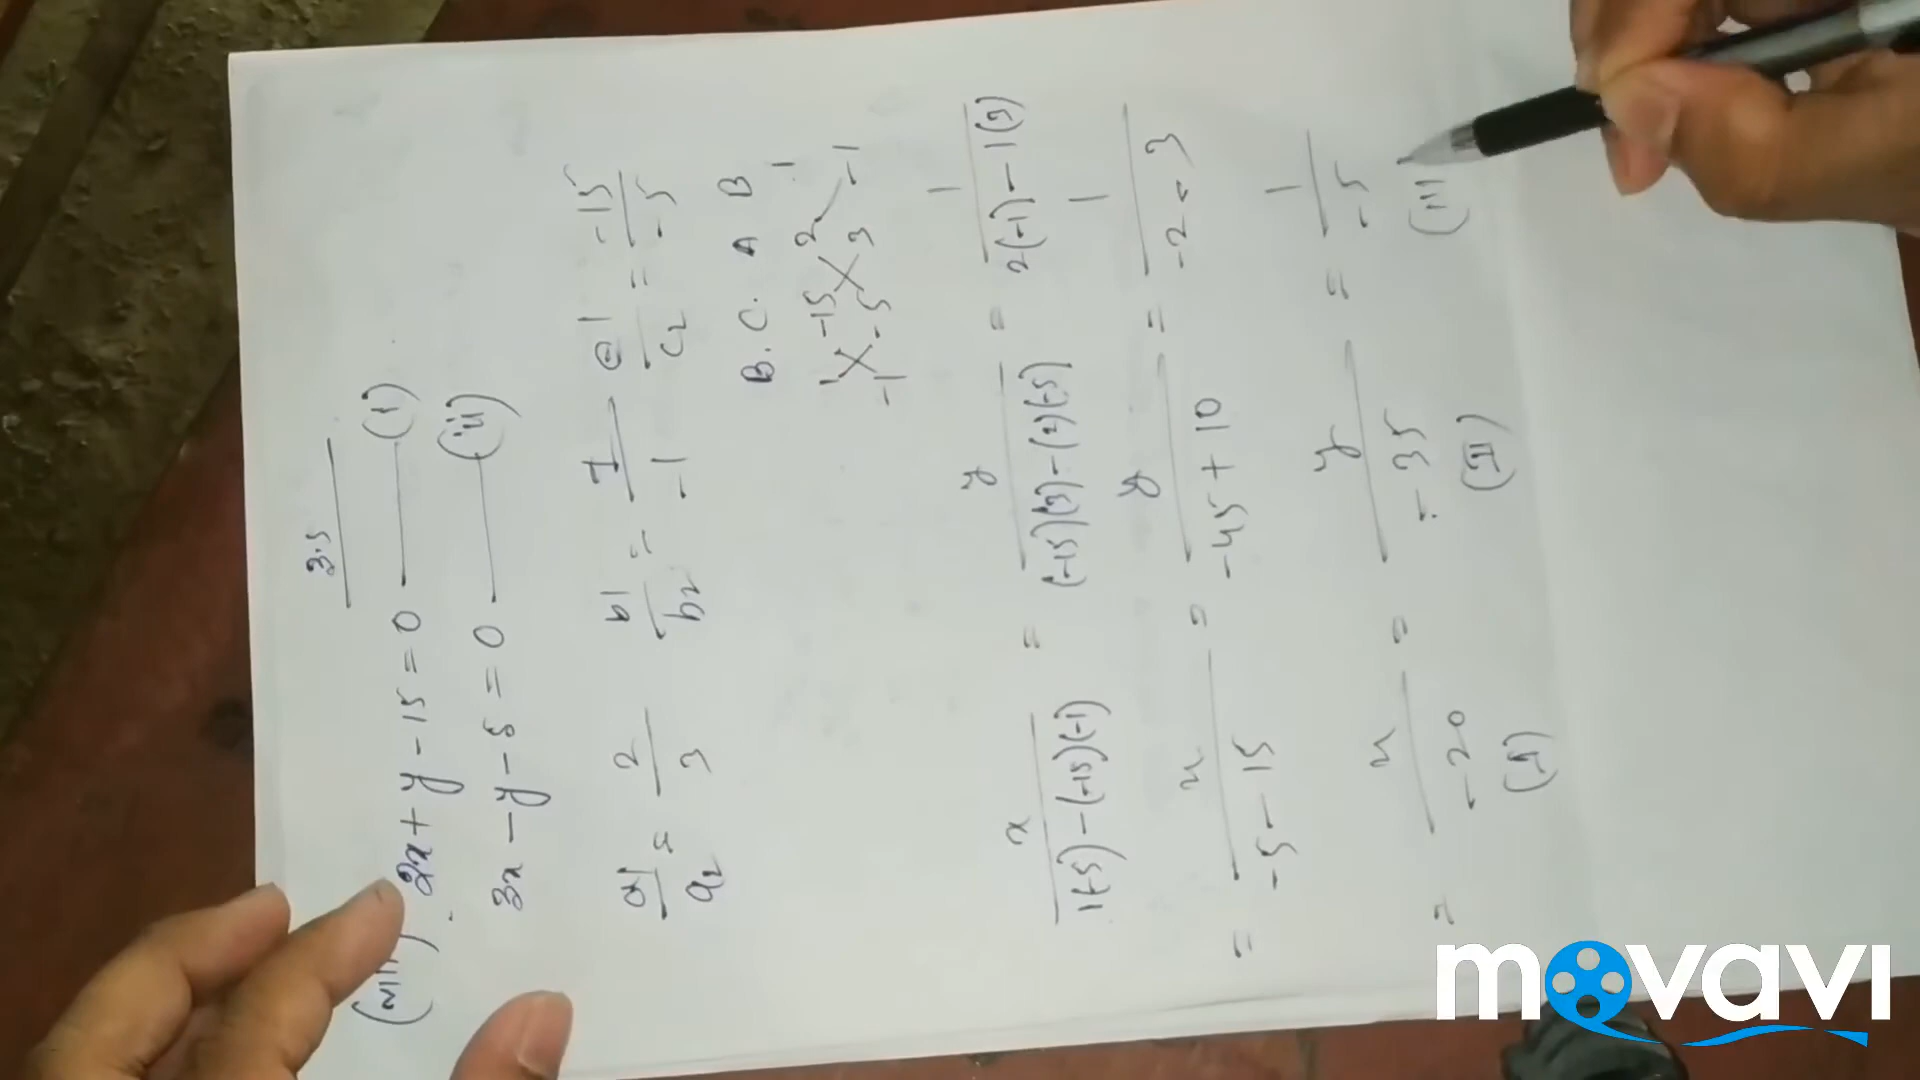 3.5
(viii). 2x + y - 15 = 0 (i)
3x - y - 5 = 0 (ii)
a1/a2 = 2/3 b1/b2 = 1/-1 c1/c2 = -15/-5
B. C. A B
1 -15 2 1
-1 -5 3 -1
x/1(-5) - (-15)(-1) = y/(-15)(3) - (2)(-5) = 1/2(-1) - 1(3)
= x/-5 - 15 = y/-45 + 10 = 1/-2 - 3
= x/-20 = y/-35 = 1/-5
(I) (II) (III)
movavi